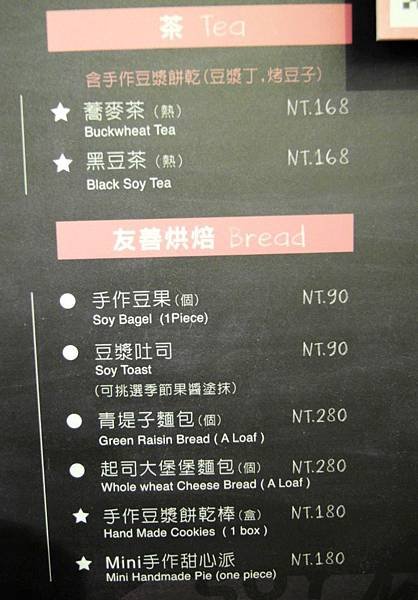 茶 Tea
含手作豆漿餅乾(豆漿丁,烤豆子)
★ 蕎麥茶(熱) NT.168
Buckwheat Tea
★ 黑豆茶(熱) NT.168
Black Soy Tea
友善烘焙 Bread
● 手作豆果(個) NT.90
Soy Bagel (1Piece)
● 豆漿吐司 NT.90
Soy Toast
(可挑選季節果醬塗抹)
● 青堤子麵包(個) NT.280
Green Raisin Bread ( A Loaf )
● 起司大堡堡麵包(個) NT.280
Whole wheat Cheese Bread ( A Loaf )
★ 手作豆漿餅乾棒(盒) NT.180
Hand Made Cookies ( 1 box )
★ Mini手作甜心派 NT.180
Mini Handmade Pie (one piece)